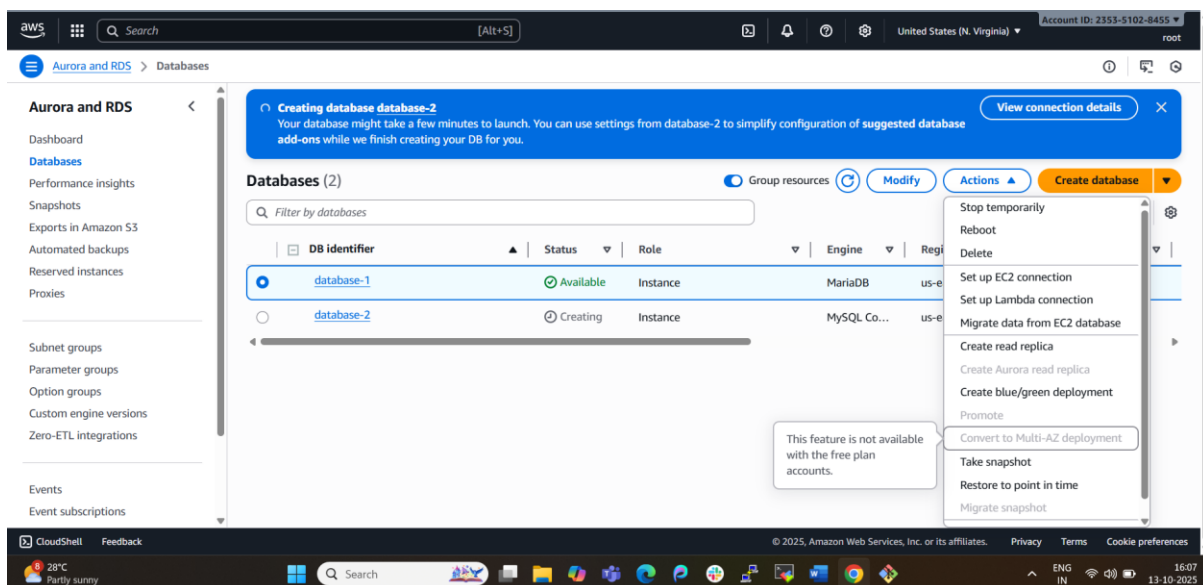 aws
Search
[Alt+S]
United States (N. Virginia)
Account ID: 2353-5102-8455
root
Aurora and RDS > Databases
Aurora and RDS
Dashboard
Databases
Performance insights
Snapshots
Exports in Amazon S3
Automated backups
Reserved instances
Proxies
Subnet groups
Parameter groups
Option groups
Custom engine versions
Zero-ETL integrations
Events
Event subscriptions
Creating database database-2
Your database might take a few minutes to launch. You can use settings from database-2 to simplify configuration of suggested database
add-ons while we finish creating your DB for you.
View connection details
Databases (2)
Group resources
Modify
Actions
Create database
Filter by databases
DB identifier Status Role Engine Regi
database-1 Available Instance MariaDB us-e
database-2 Creating Instance MySQL Co... us-e
Stop temporarily
Reboot
Delete
Set up EC2 connection
Set up Lambda connection
Migrate data from EC2 database
Create read replica
Create Aurora read replica
Create blue/green deployment
Promote
Convert to Multi-AZ deployment
Take snapshot
Restore to point in time
Migrate snapshot
This feature is not available
with the free plan
accounts.
CloudShell Feedback
© 2025, Amazon Web Services, Inc. or its affiliates. Privacy Terms Cookie preferences
8
28°C
Partly sunny
Search
ENG
IN
16:07